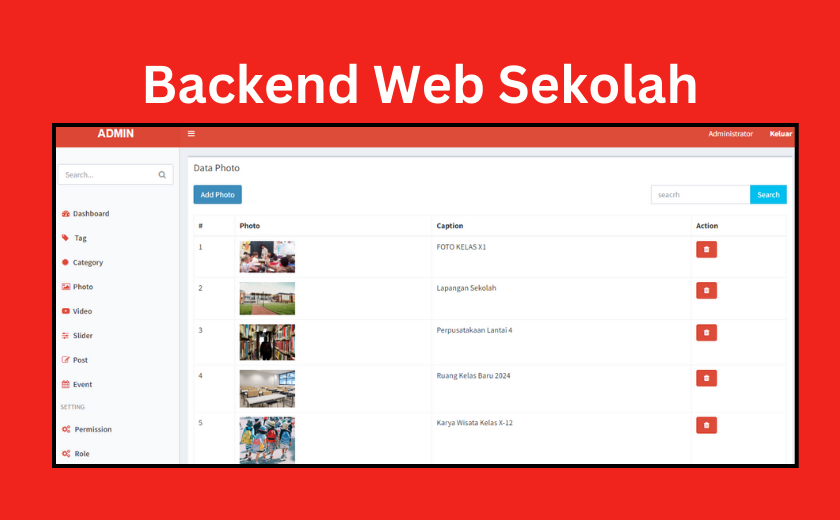 Backend Web Sekolah
ADMIN
Administrator Keluar
Search...
Data Photo
Add Photo
seacrh Search
Dashboard
Tag
Category
Photo
Video
Slider
Post
Event
SETTING
Permission
Role
# Photo Caption Action
1 FOTO KELAS X1
2 Lapangan Sekolah
3 Perpusatakaan Lantai 4
4 Ruang Kelas Baru 2024
5 Karya Wisata Kelas X-12